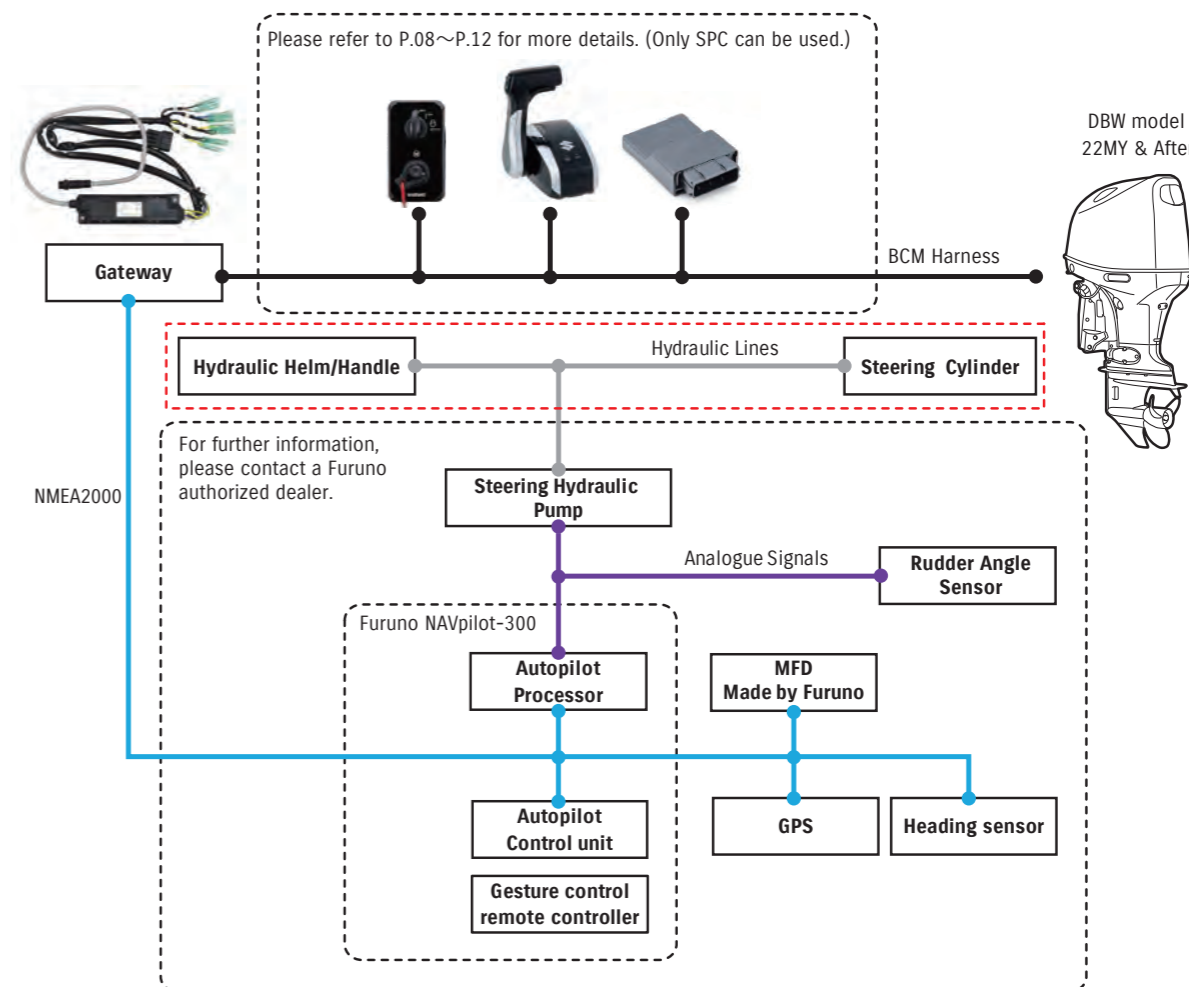 Please refer to P.08～P.12 for more details. (Only SPC can be used.)
DBW model
22MY & After
Gateway
BCM Harness
Hydraulic Helm/Handle
Hydraulic Lines
Steering Cylinder
For further information,
please contact a Furuno
authorized dealer.
NMEA2000
Steering Hydraulic
Pump
Analogue Signals
Rudder Angle
Sensor
Furuno NAVpilot-300
Autopilot
Processor
MFD
Made by Furuno
Autopilot
Control unit
GPS
Heading sensor
Gesture control
remote controller